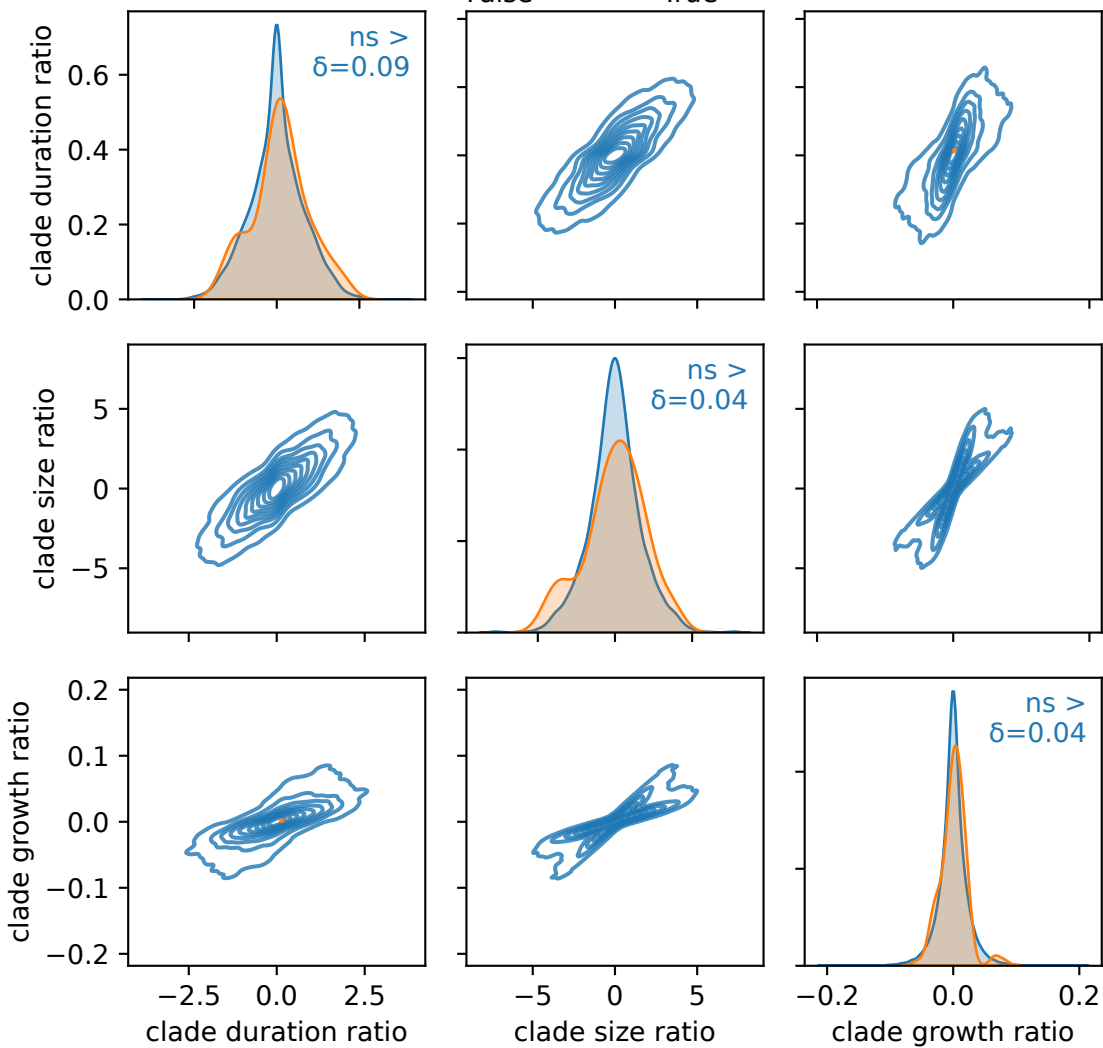 clade duration ratio
0.6
0.4
0.2
0.0
ns >
δ=0.09
clade size ratio
5
0
−5
ns >
δ=0.04
clade growth ratio
0.2
0.1
0.0
−0.1
−0.2
ns >
δ=0.04
−2.5 0.0 2.5
−5 0 5
−0.2 0.0 0.2
clade duration ratio
clade size ratio
clade growth ratio